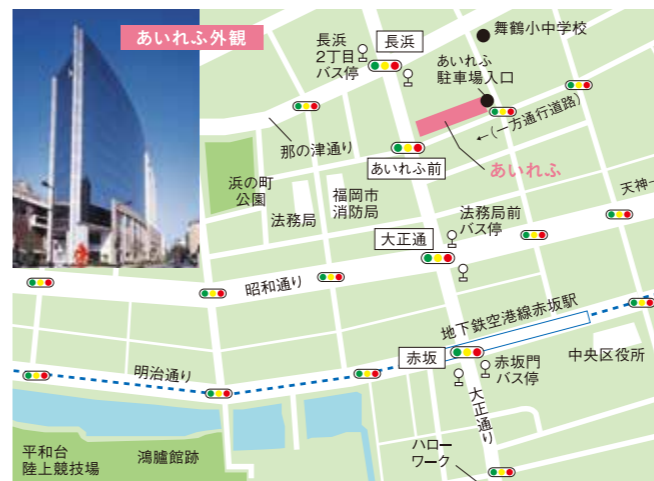 あいれふ外観
長浜
2丁目
バス停
長浜
舞鶴小中学校
あいれふ
駐車場入口
←(一方通行道路)
那の津通り
あいれふ前
あいれふ
浜の町
公園
法務局
福岡市
消防局
法務局前
バス停
天神→
大正通
昭和通り
地下鉄空港線赤坂駅
明治通り
赤坂
赤坂門
バス停
中央区役所
大正通り
平和台
陸上競技場
鴻臚館跡
ハロー
ワーク